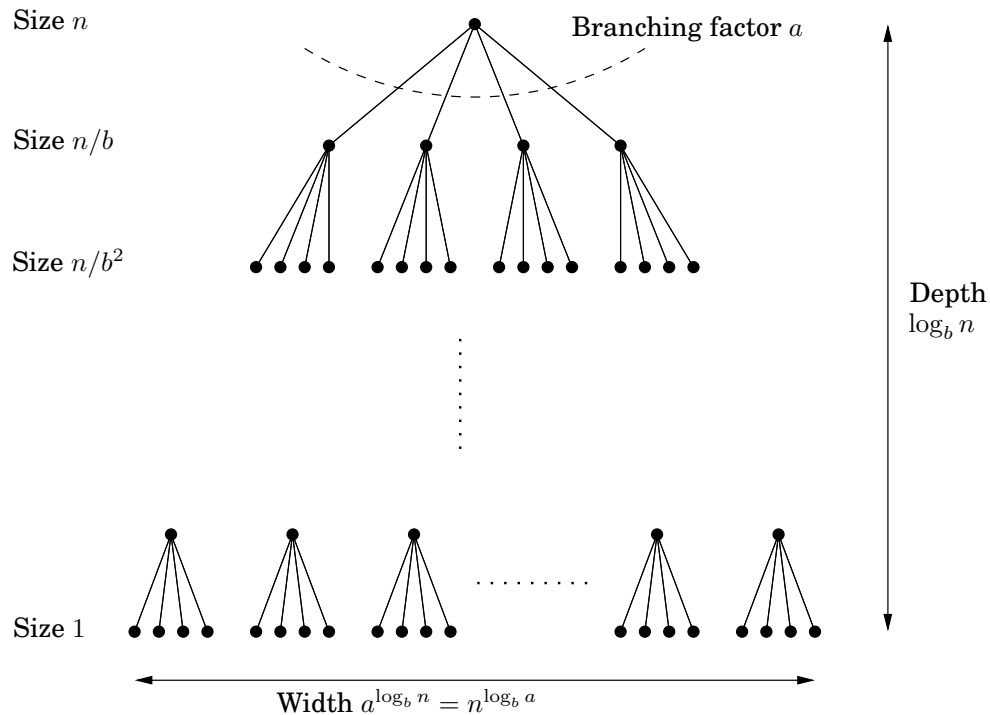 Size n
Branching factor a
Size n/b
Size n/b²
Depth
log_b n
Size 1
Width a^{log_b n} = n^{log_b a}